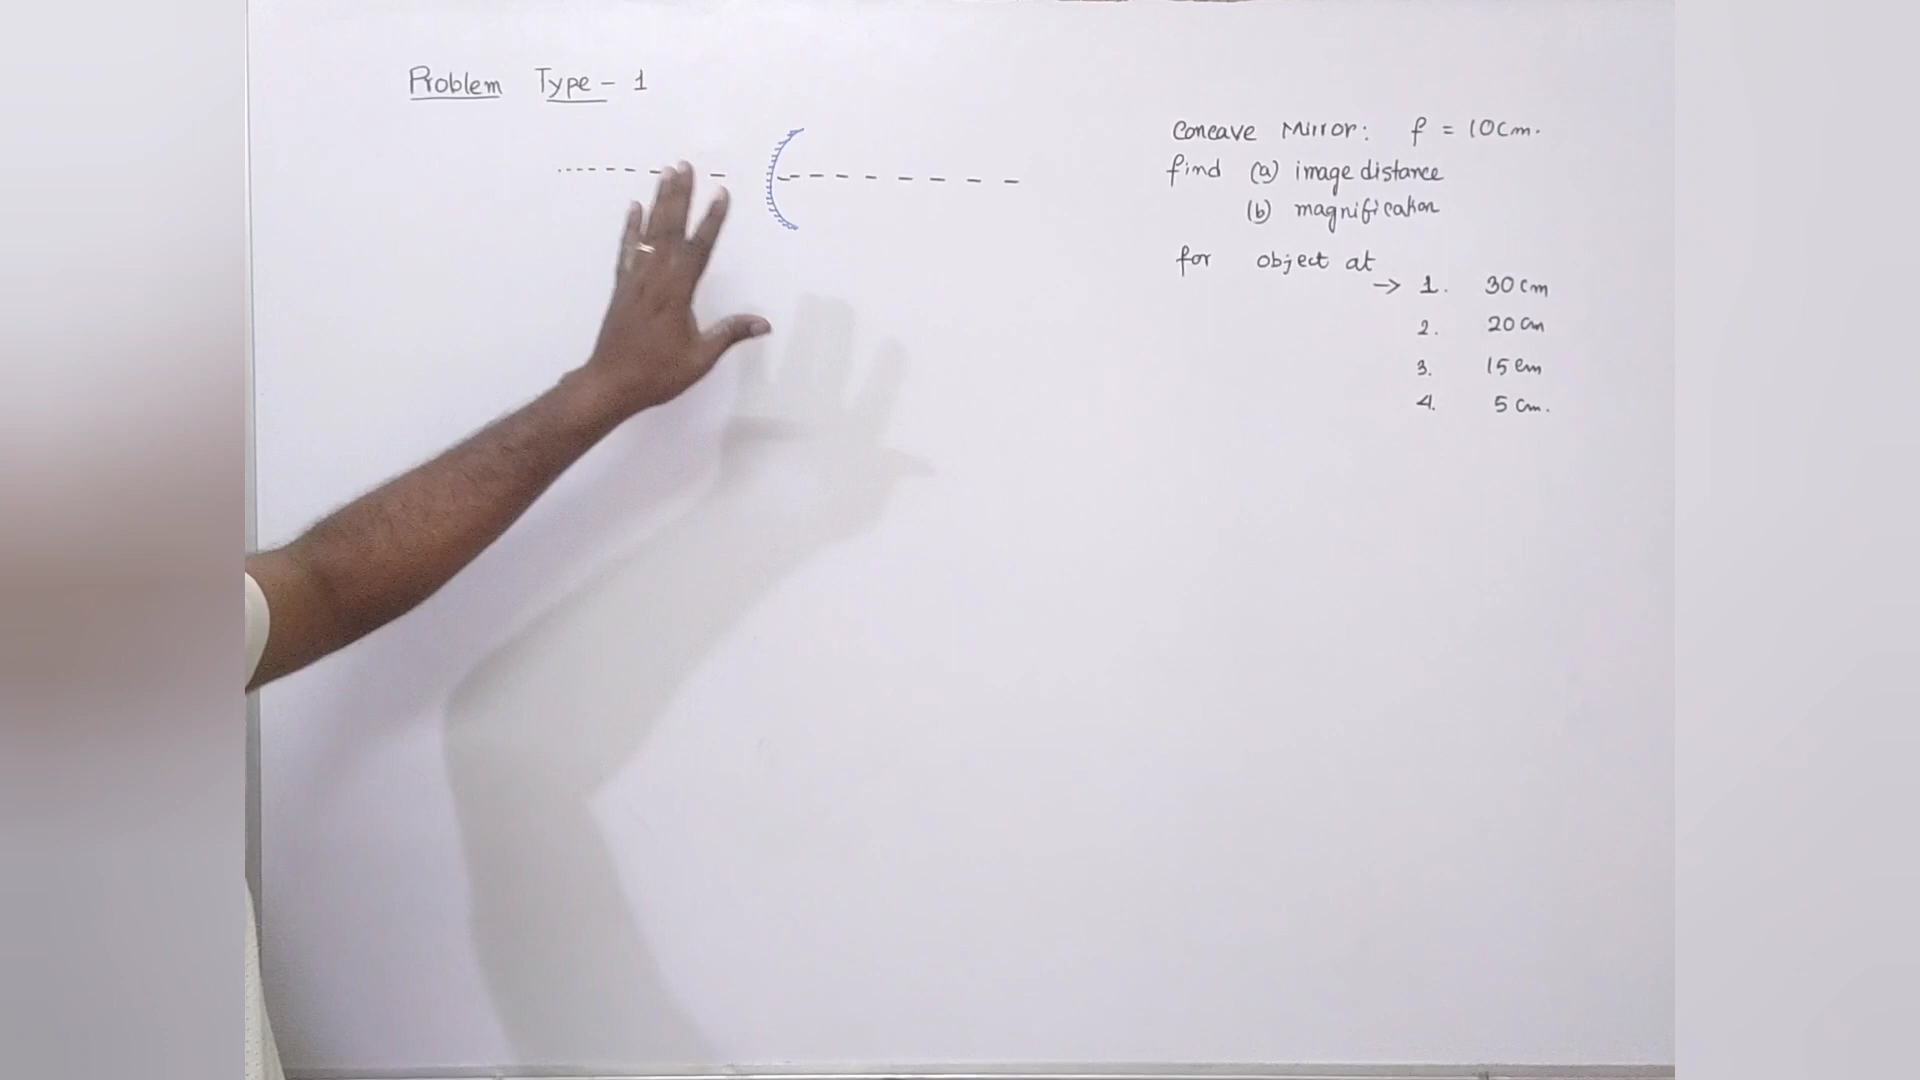 Problem Type - 1
Concave Mirror: f = 10cm.
find (a) image distance
(b) magnification
for object at
→ 1. 30 cm
2. 20 cm
3. 15 cm
4. 5 cm.